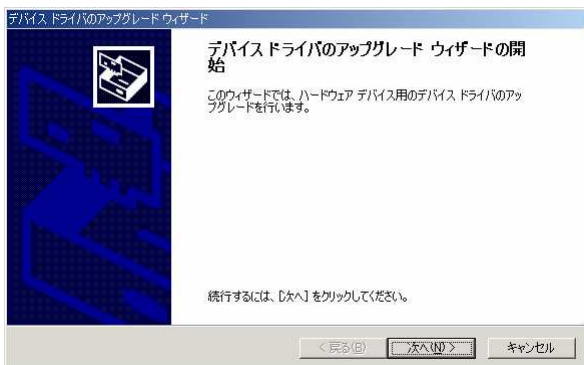 デバイス ドライバのアップグレード ウィザード
デバイス ドライバのアップグレード ウィザードの開
始
このウィザードでは、ハードウェア デバイス用のデバイス ドライバのアッ
プグレードを行います。
続行するには、[次へ] をクリックしてください。
< 戻る(B)
次へ(N) >
キャンセル